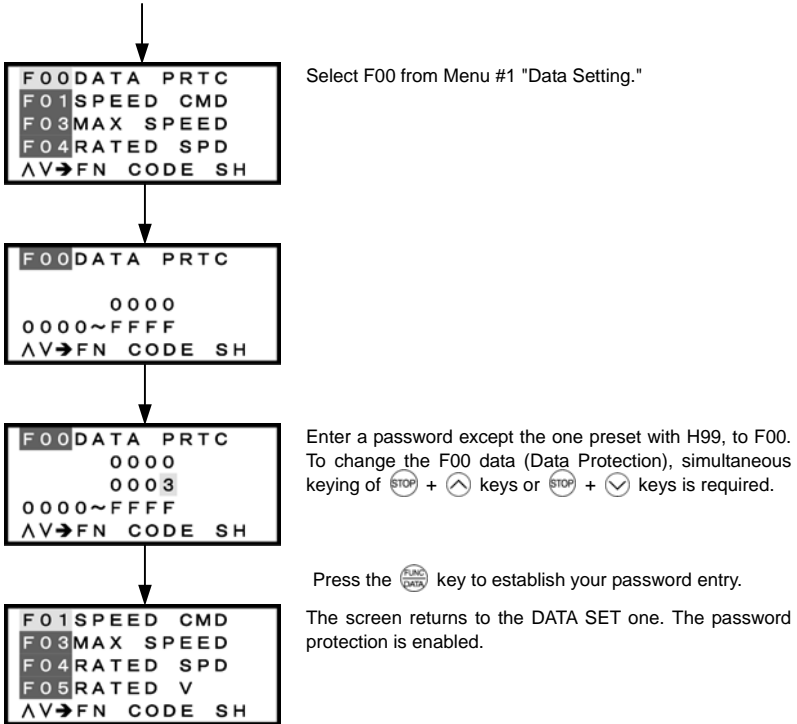 F00DATA PRTC
F01SPEED CMD
F03MAX SPEED
F04RATED SPD
∧∨➔FN CODE SH
Select F00 from Menu #1 "Data Setting."
F00DATA PRTC
0000
0000~FFFF
∧∨➔FN CODE SH
F00DATA PRTC
0000
0003
0000~FFFF
∧∨➔FN CODE SH
Enter a password except the one preset with H99, to F00.
To change the F00 data (Data Protection), simultaneous
keying of STOP + ∧ keys or STOP + ∨ keys is required.
Press the FUNC/DATA key to establish your password entry.
F01SPEED CMD
F03MAX SPEED
F04RATED SPD
F05RATED V
∧∨➔FN CODE SH
The screen returns to the DATA SET one. The password
protection is enabled.